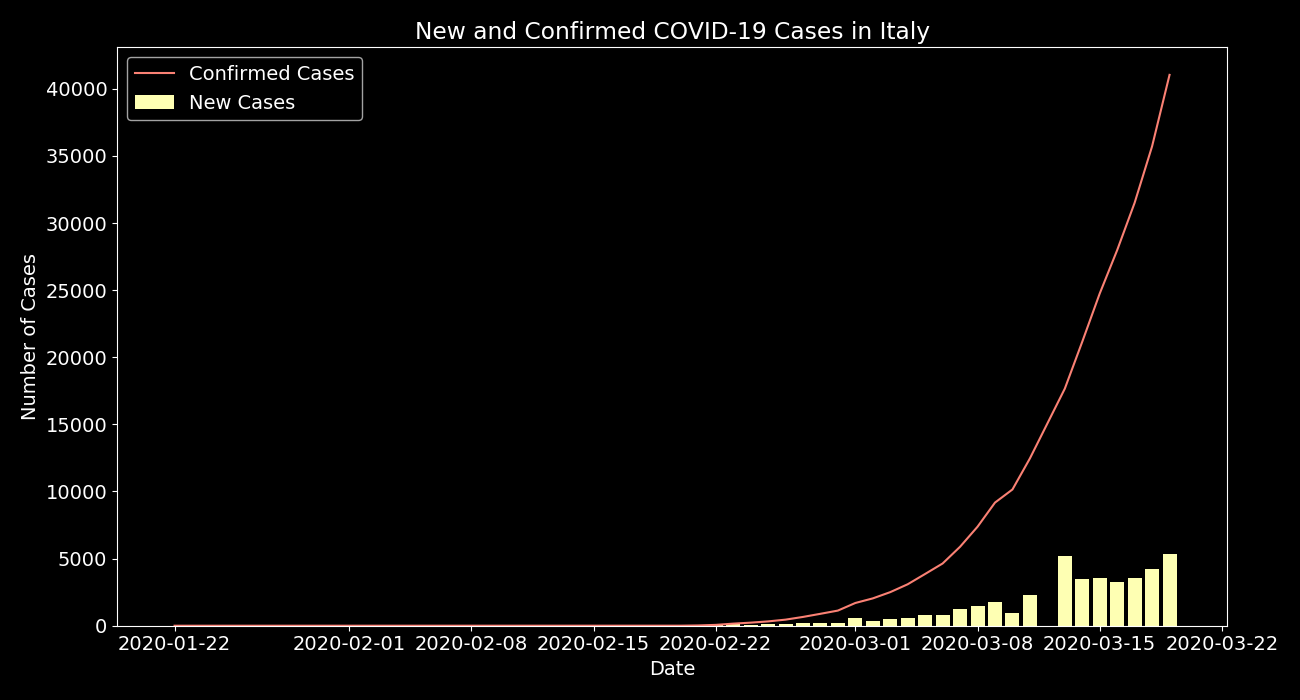 New and Confirmed COVID-19 Cases in Italy
Confirmed Cases
New Cases
Number of Cases
40000
35000
30000
25000
20000
15000
10000
5000
0
2020-01-22 2020-02-01 2020-02-08 2020-02-15 2020-02-22 2020-03-01 2020-03-08 2020-03-15 2020-03-22
Date